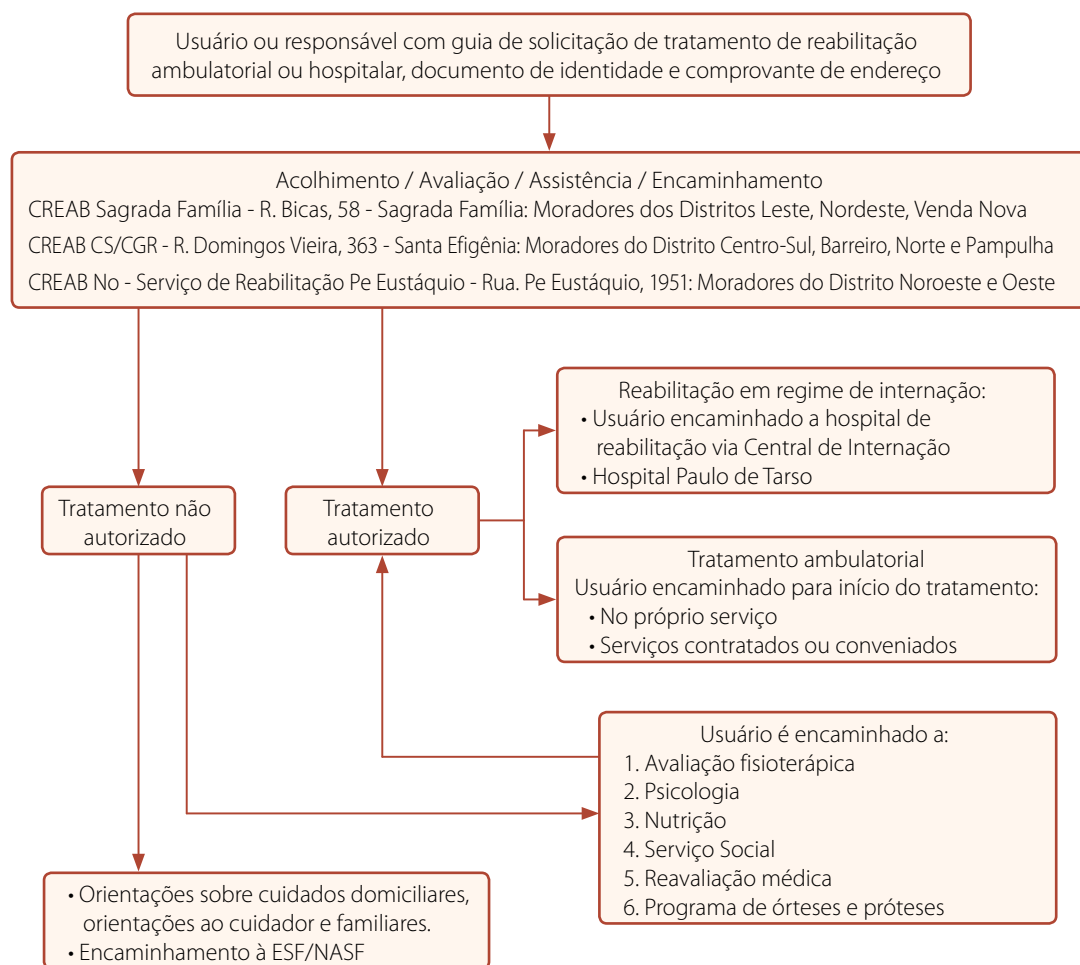 Usuário ou responsável com guia de solicitação de tratamento de reabilitação
ambulatorial ou hospitalar, documento de identidade e comprovante de endereço
Acolhimento / Avaliação / Assistência / Encaminhamento
CREAB Sagrada Família - R. Bicas, 58 - Sagrada Família: Moradores dos Distritos Leste, Nordeste, Venda Nova
CREAB CS/CGR - R. Domingos Vieira, 363 - Santa Efigênia: Moradores do Distrito Centro-Sul, Barreiro, Norte e Pampulha
CREAB No - Serviço de Reabilitação Pe Eustáquio - Rua. Pe Eustáquio, 1951: Moradores do Distrito Noroeste e Oeste
Reabilitação em regime de internação:
• Usuário encaminhado a hospital de
reabilitação via Central de Internação
• Hospital Paulo de Tarso
Tratamento não
autorizado
Tratamento
autorizado
Tratamento ambulatorial
Usuário encaminhado para início do tratamento:
• No próprio serviço
• Serviços contratados ou conveniados
Usuário é encaminhado a:
1. Avaliação fisioterápica
2. Psicologia
3. Nutrição
4. Serviço Social
5. Reavaliação médica
6. Programa de órteses e próteses
• Orientações sobre cuidados domiciliares,
orientações ao cuidador e familiares.
• Encaminhamento à ESF/NASF